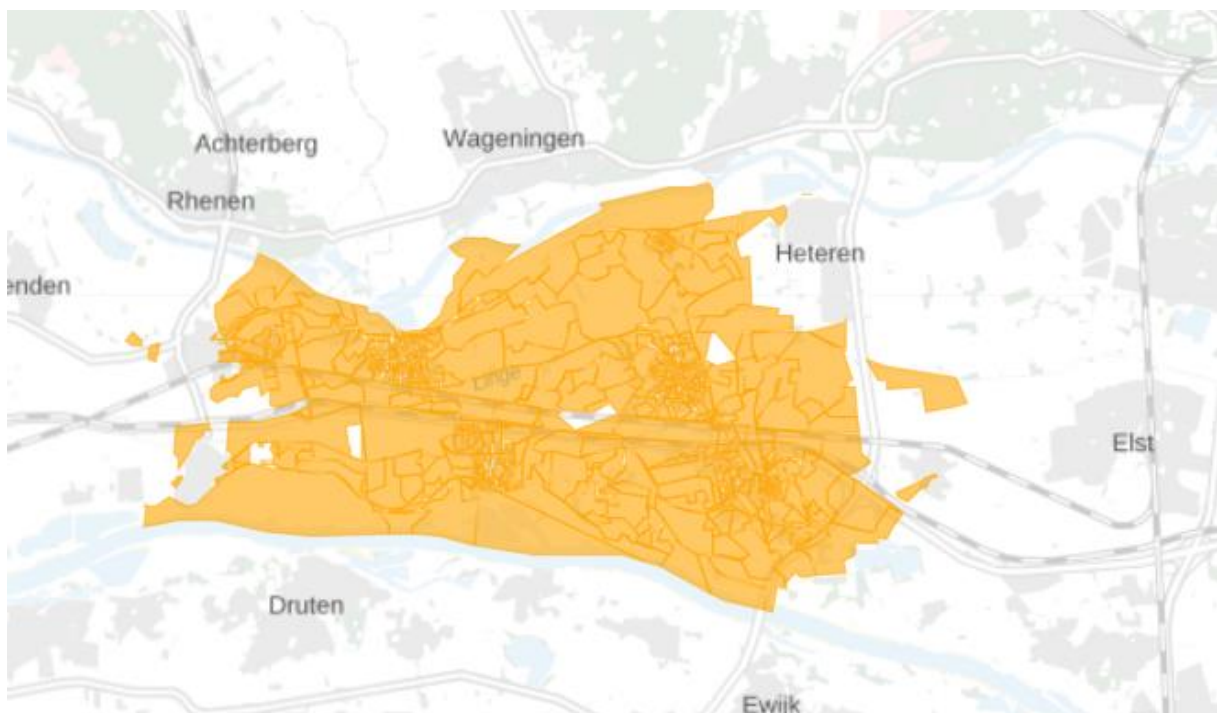 Achterberg
Wageningen
Rhenen
Heteren
enden
Linge
Elst
Druten
Ewijk